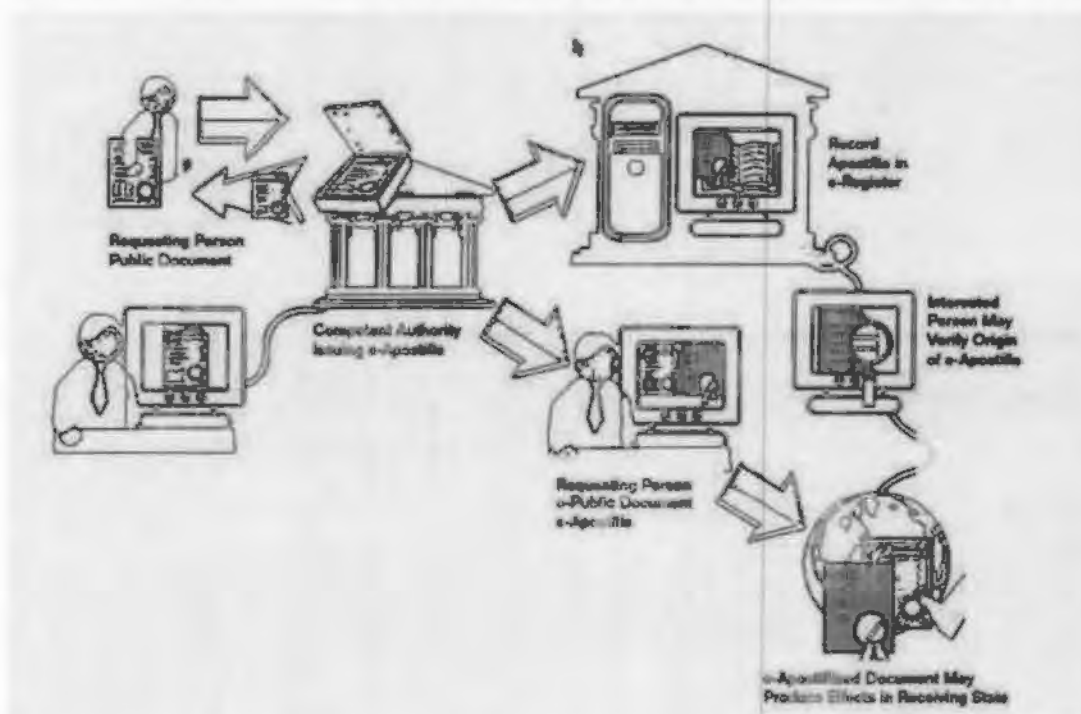 Requesting Person
Public Document
Competent Authority
Issuing e-Apostille
Record
Apostille in
e-Register
Interested
Person May
Verify Origin
of e-Apostille
Requesting Person
e-Public Document
e-Apostille
e-Apostillized Document May
Produce Effects in Receiving State